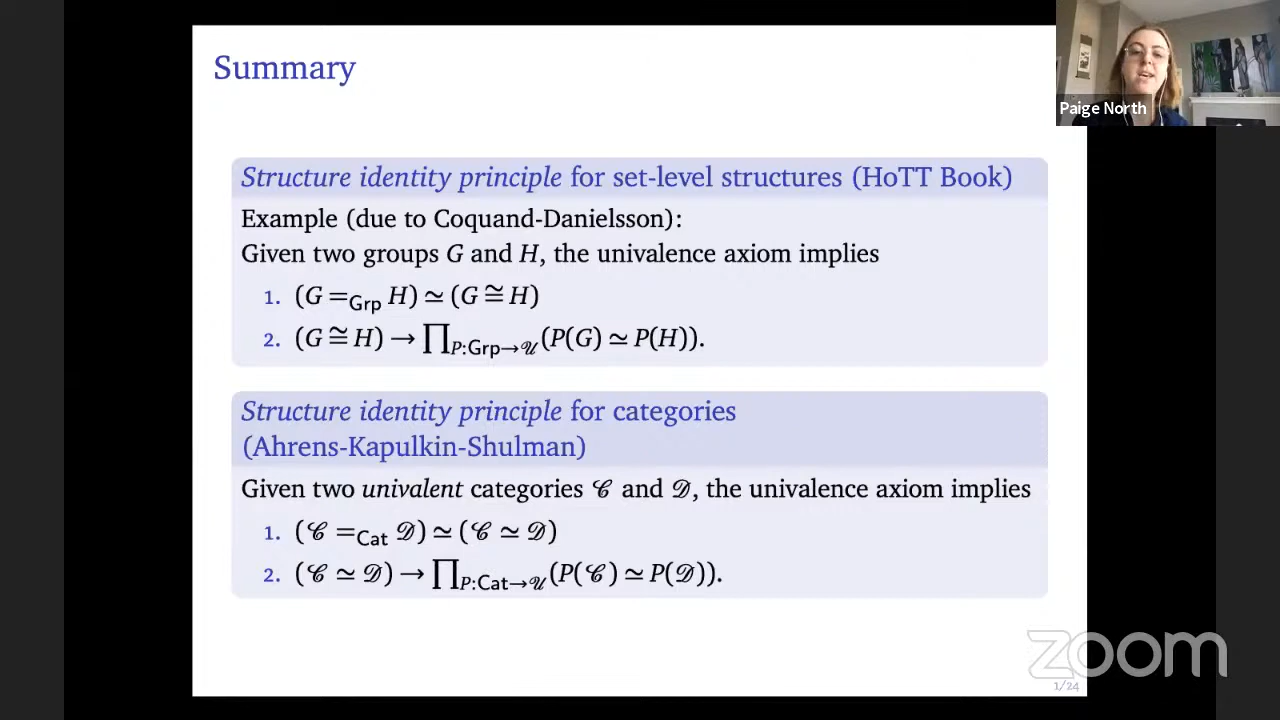 Summary
Paige North
Structure identity principle for set-level structures (HoTT Book)
Example (due to Coquand-Danielsson):
Given two groups G and H, the univalence axiom implies
1. (G =Grp H) ≃ (G ≅ H)
2. (G ≅ H) → ∏P:Grp→𝒰 (P(G) ≃ P(H)).
Structure identity principle for categories
(Ahrens-Kapulkin-Shulman)
Given two univalent categories 𝒞 and 𝒟, the univalence axiom implies
1. (𝒞 =Cat 𝒟) ≃ (𝒞 ≃ 𝒟)
2. (𝒞 ≃ 𝒟) → ∏P:Cat→𝒰 (P(𝒞) ≃ P(𝒟)).
zoom
1/24